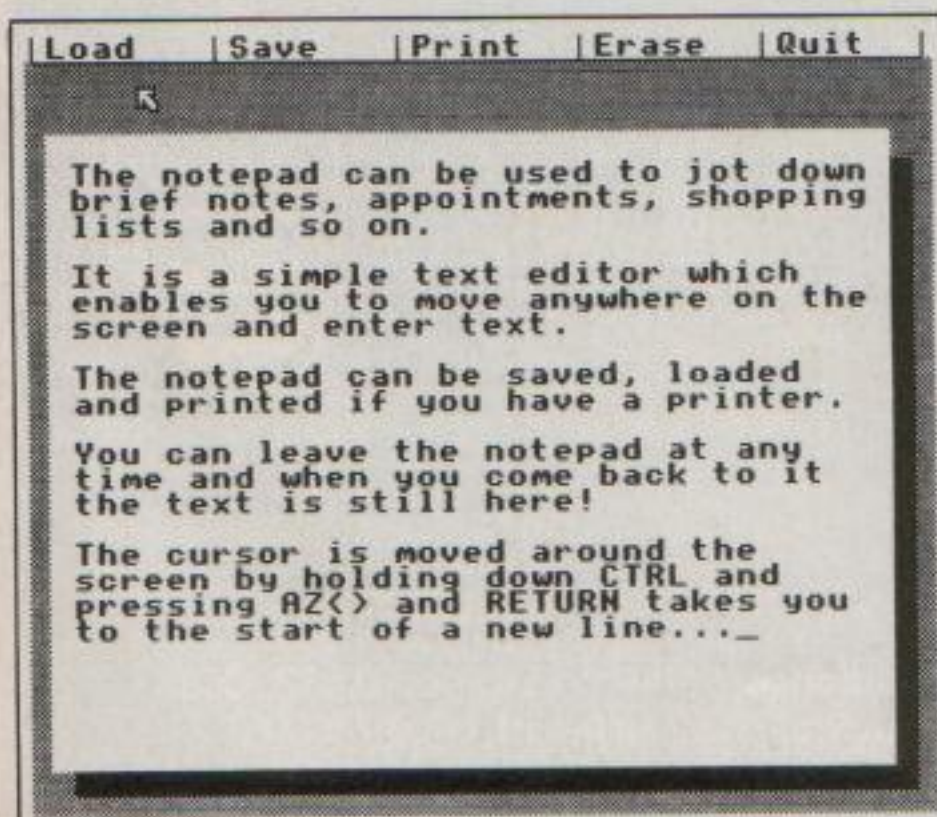 |Load |Save |Print |Erase |Quit |
The notepad can be used to jot down
brief notes, appointments, shopping
lists and so on.
It is a simple text editor which
enables you to move anywhere on the
screen and enter text.
The notepad can be saved, loaded
and printed if you have a printer.
You can leave the notepad at any
time and when you come back to it
the text is still here!
The cursor is moved around the
screen by holding down CTRL and
pressing AZ<> and RETURN takes you
to the start of a new line..._